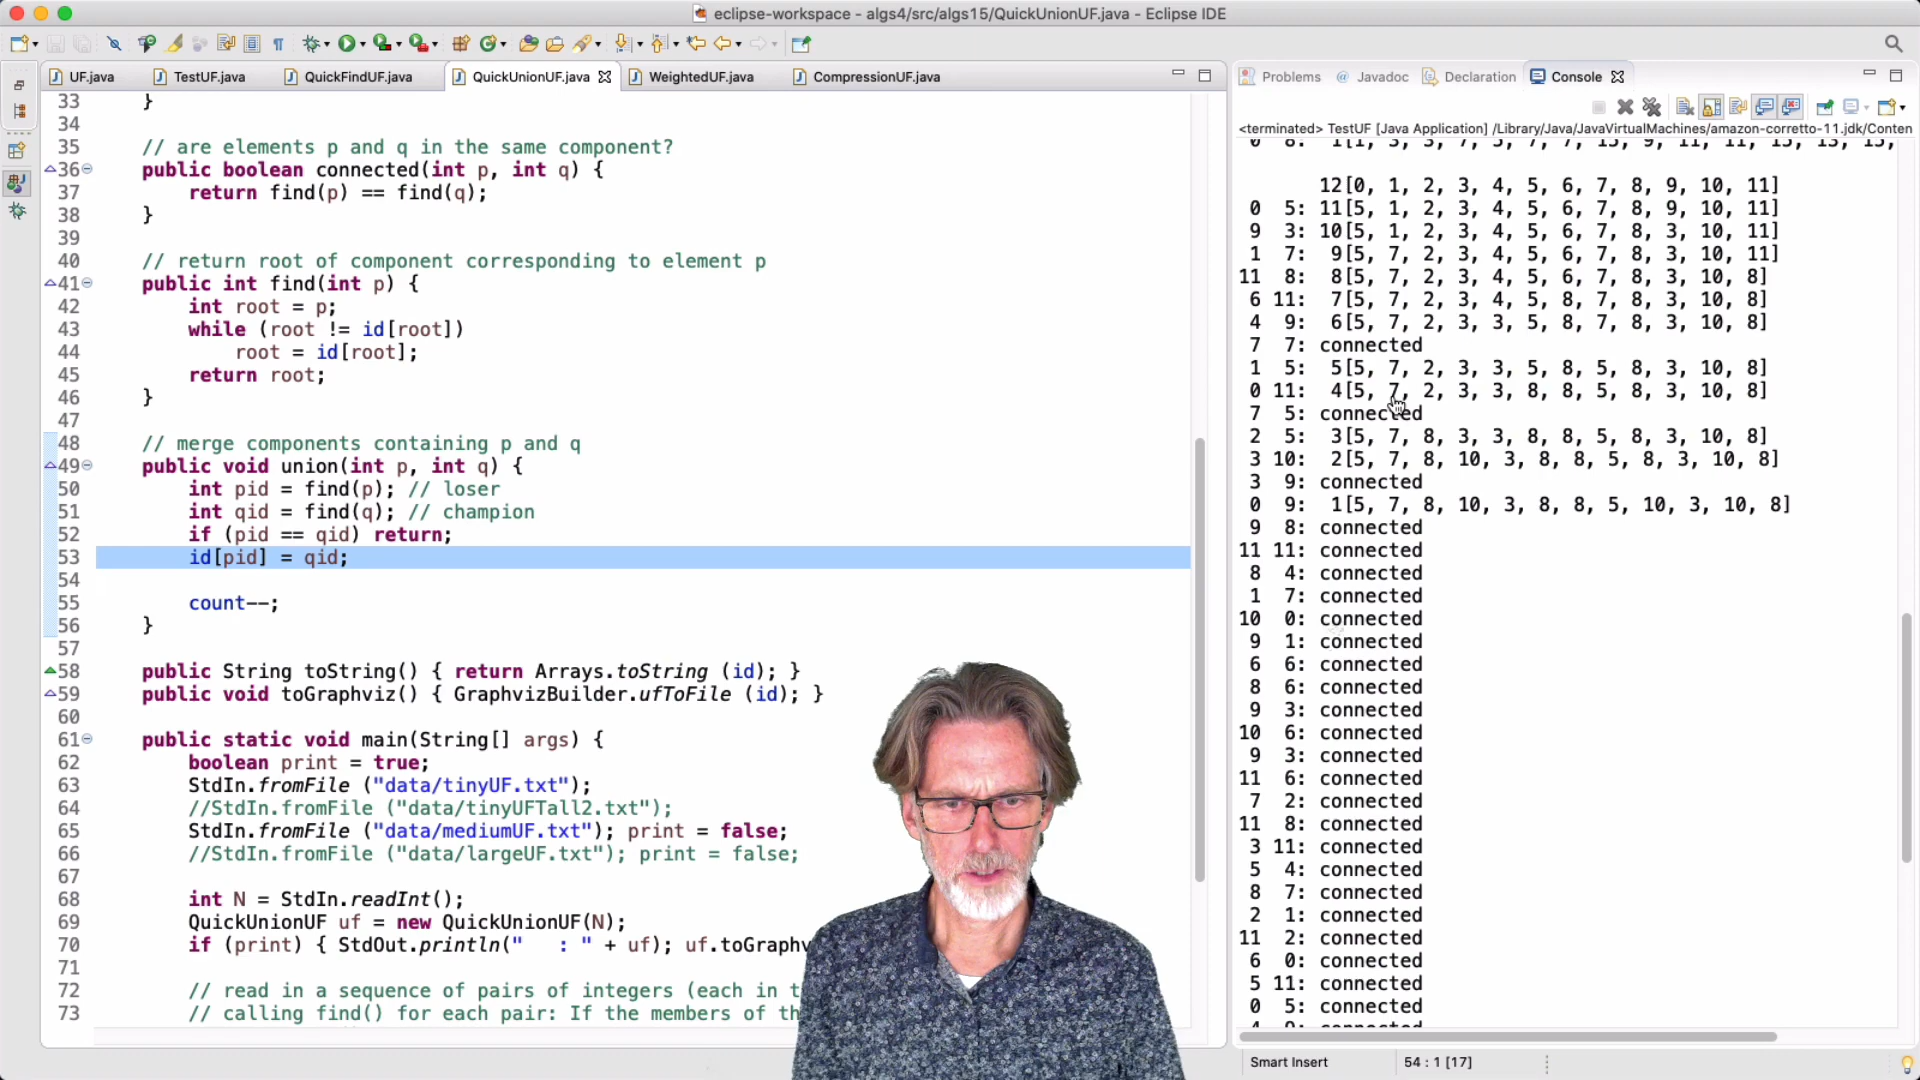 eclipse-workspace - algs4/src/algs15/QuickUnionUF.java - Eclipse IDE
UF.java
TestUF.java
QuickFindUF.java
QuickUnionUF.java
WeightedUF.java
CompressionUF.java
33 }
34
35 // are elements p and q in the same component?
36 public boolean connected(int p, int q) {
37 return find(p) == find(q);
38 }
39
40 // return root of component corresponding to element p
41 public int find(int p) {
42 int root = p;
43 while (root != id[root])
44 root = id[root];
45 return root;
46 }
47
48 // merge components containing p and q
49 public void union(int p, int q) {
50 int pid = find(p); // loser
51 int qid = find(q); // champion
52 if (pid == qid) return;
53 id[pid] = qid;
54
55 count--;
56 }
57
58 public String toString() { return Arrays.toString (id); }
59 public void toGraphviz() { GraphvizBuilder.ufToFile (id); }
60
61 public static void main(String[] args) {
62 boolean print = true;
63 StdIn.fromFile ("data/tinyUF.txt");
64 //StdIn.fromFile ("data/tinyUFTall2.txt");
65 StdIn.fromFile ("data/mediumUF.txt"); print = false;
66 //StdIn.fromFile ("data/largeUF.txt"); print = false;
67
68 int N = StdIn.readInt();
69 QuickUnionUF uf = new QuickUnionUF(N);
70 if (print) { StdOut.println("   : " + uf); uf.toGraphv
71
72 // read in a sequence of pairs of integers (each in t
73 // calling find() for each pair: If the members of th
Problems
@ Javadoc
Declaration
Console
<terminated> TestUF [Java Application] /Library/Java/JavaVirtualMachines/amazon-corretto-11.jdk/Conten
0 8: 1[1, 3, 3, 7, 5, 7, 7, 15, 9, 11, 11, 15, 13, 15,
12[0, 1, 2, 3, 4, 5, 6, 7, 8, 9, 10, 11]
0 5: 11[5, 1, 2, 3, 4, 5, 6, 7, 8, 9, 10, 11]
9 3: 10[5, 1, 2, 3, 4, 5, 6, 7, 8, 3, 10, 11]
1 7: 9[5, 7, 2, 3, 4, 5, 6, 7, 8, 3, 10, 11]
11 8: 8[5, 7, 2, 3, 4, 5, 6, 7, 8, 3, 10, 8]
6 11: 7[5, 7, 2, 3, 4, 5, 8, 7, 8, 3, 10, 8]
4 9: 6[5, 7, 2, 3, 3, 5, 8, 7, 8, 3, 10, 8]
7 7: connected
1 5: 5[5, 7, 2, 3, 3, 5, 8, 5, 8, 3, 10, 8]
0 11: 4[5, 7, 2, 3, 3, 8, 8, 5, 8, 3, 10, 8]
7 5: connected
2 5: 3[5, 7, 8, 3, 3, 8, 8, 5, 8, 3, 10, 8]
3 10: 2[5, 7, 8, 10, 3, 8, 8, 5, 8, 3, 10, 8]
3 9: connected
0 9: 1[5, 7, 8, 10, 3, 8, 8, 5, 10, 3, 10, 8]
9 8: connected
11 11: connected
8 4: connected
1 7: connected
10 0: connected
9 1: connected
6 6: connected
8 6: connected
9 3: connected
10 6: connected
9 3: connected
11 6: connected
7 2: connected
11 8: connected
3 11: connected
5 4: connected
8 7: connected
2 1: connected
11 2: connected
6 0: connected
5 11: connected
0 5: connected
Smart Insert
54 : 1 [17]